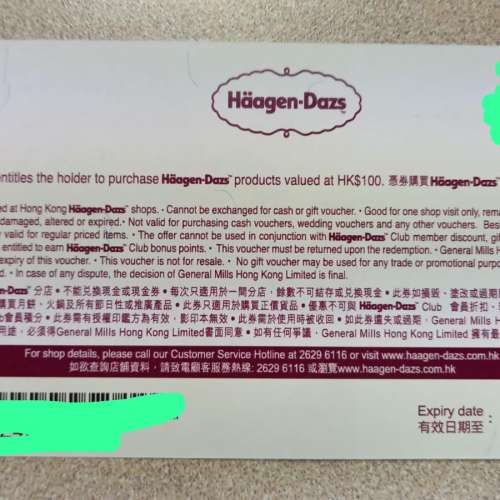 Häagen-Dazs™
entitles the holder to purchase Häagen-Dazs™ products valued at HK$100. 憑券購買Häagen-Dazs™
at Hong Kong Häagen-Dazs™ shops. • Cannot be exchanged for cash or gift voucher. • Good for one shop visit only,
damaged, altered or expired.• Not valid for purchasing cash vouchers, wedding vouchers and any other vouchers.
valid for regular priced items. • The offer cannot be used in conjunction with Häagen-Dazs™ Club member discount,
entitled to earn Häagen-Dazs™ Club bonus points. • This voucher must be returned upon the redemption. • General Mills
expiry of this voucher. • This voucher is not for resale. • No gift voucher may be used for any trade or promotional
• In case of any dispute, the decision of General Mills Hong Kong Limited is final.
分店。• 不能兌換現金或現金券。• 每次只適用於一間分店，餘數不可結存或兌換現金。• 此券如損毀、塗改或過期
購買月餅、火鍋及所有節日性或推廣產品。• 此券只適用於購買正價貨品。• 優惠不可與 Häagen-Dazs™ Club 會員折扣、
會員積分。• 此券需有授權印鑑方為有效，影印本無效。• 此券需於使用時被收回。• 如此券遺失或過期，General Mills
用途，必須得General Mills Hong Kong Limited書面同意。• 如有任何爭議，General Mills Hong Kong Limited 擁有最
For shop details, please call our Customer Service Hotline at 2629 6116 or visit www.haagen-dazs.com.hk
如欲查詢店舖資料，請致電顧客服務熱線: 2629 6116 或瀏覽www.haagen-dazs.com.hk
Expiry date :
有效日期至